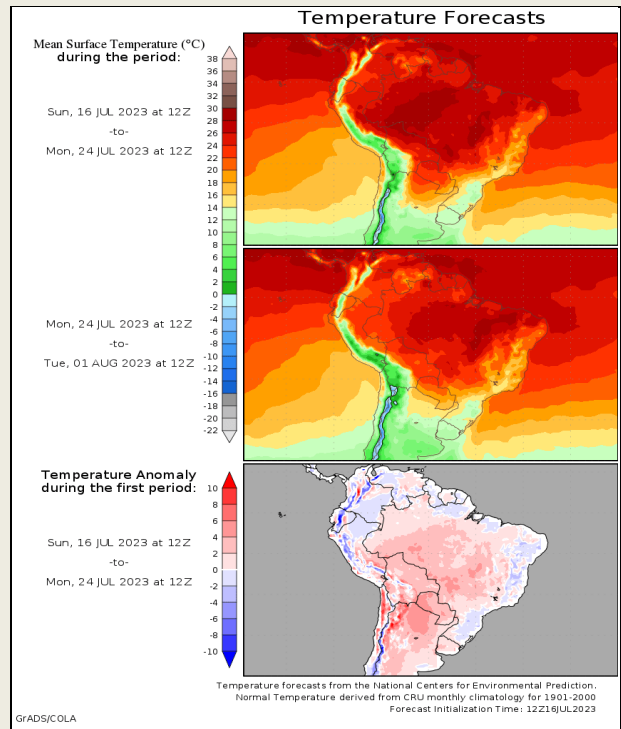 Temperature Forecasts
Mean Surface Temperature (°C)
during the period:
Sun, 16 JUL 2023 at 12Z
-to-
Mon, 24 JUL 2023 at 12Z
38
36
34
32
30
28
26
24
22
20
18
16
14
12
10
8
6
4
2
0
-2
-4
-6
-8
-10
-12
-14
-16
-18
-20
-22
Mon, 24 JUL 2023 at 12Z
-to-
Tue, 01 AUG 2023 at 12Z
Temperature Anomaly
during the first period:
Sun, 16 JUL 2023 at 12Z
-to-
Mon, 24 JUL 2023 at 12Z
10
8
6
4
2
0
-2
-4
-6
-8
-10
Temperature forecasts from the National Centers for Environmental Prediction.
Normal Temperature derived from CRU monthly climatology for 1901-2000
Forecast Initialization Time: 12Z16JUL2023
GrADS/COLA